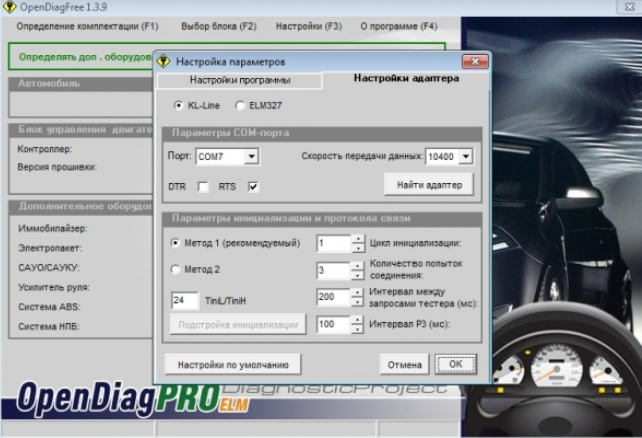 OpenDiagFree 1.3.9
Определение комплектации (F1) Выбор блока (F2) Настройки (F3) О программе (F4)
Определять доп . оборудова
Автомобиль
Блок управления двигате
Контроллер:
Версия прошивки:
Дополнительное оборудов
Иммобилайзер:
Электропакет:
САУО/САУКУ:
Усилитель руля:
Система ABS:
Система НПБ:
Настройка параметров
Настройки программы Настройки адаптера
KL-Line ELM327
Параметры COM-порта
Порт: COM7 Скорость передачи данных: 10400
DTR RTS Найти адаптер
Параметры инициализации и протокола связи
Метод 1 (рекомендуемый) 1 Цикл инициализации:
Метод 2 3 Количество попыток соединения:
24 TiniL/TiniH 200 Интервал между запросами тестера (мс):
Подстройка инициализации 100 Интервал P3 (мс):
Настройки по умолчанию Отмена OK
OpenDiagPRO ELM
DiagnosticProject